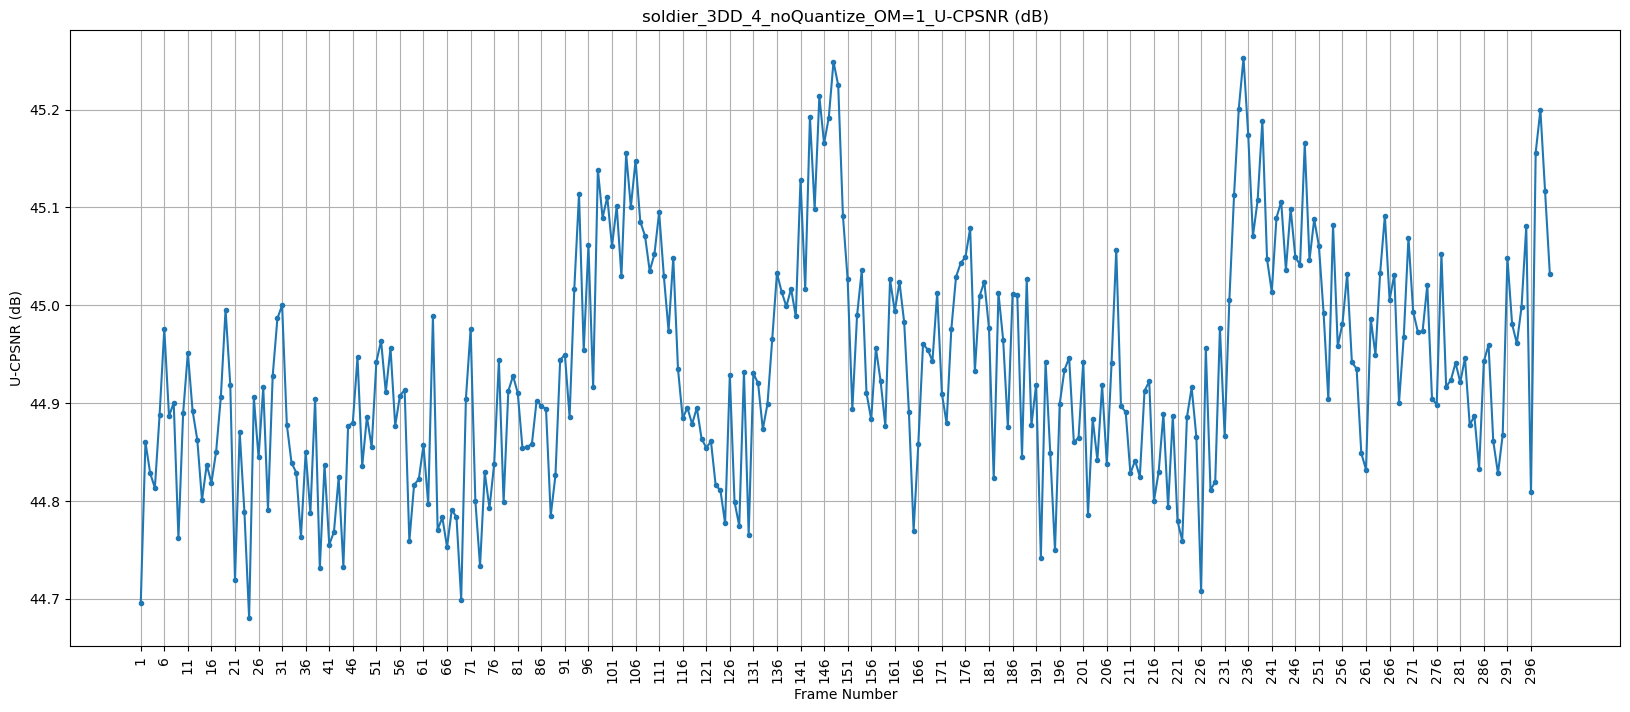 soldier_3DD_4_noQuantize_OM=1_U-CPSNR (dB)
U-CPSNR (dB)
45.2
45.1
45.0
44.9
44.8
44.7
1 6 11 16 21 26 31 36 41 46 51 56 61 66 71 76 81 86 91 96 101 106 111 116 121 126 131 136 141 146 151 156 161 166 171 176 181 186 191 196 201 206 211 216 221 226 231 236 241 246 251 256 261 266 271 276 281 286 291 296
Frame Number